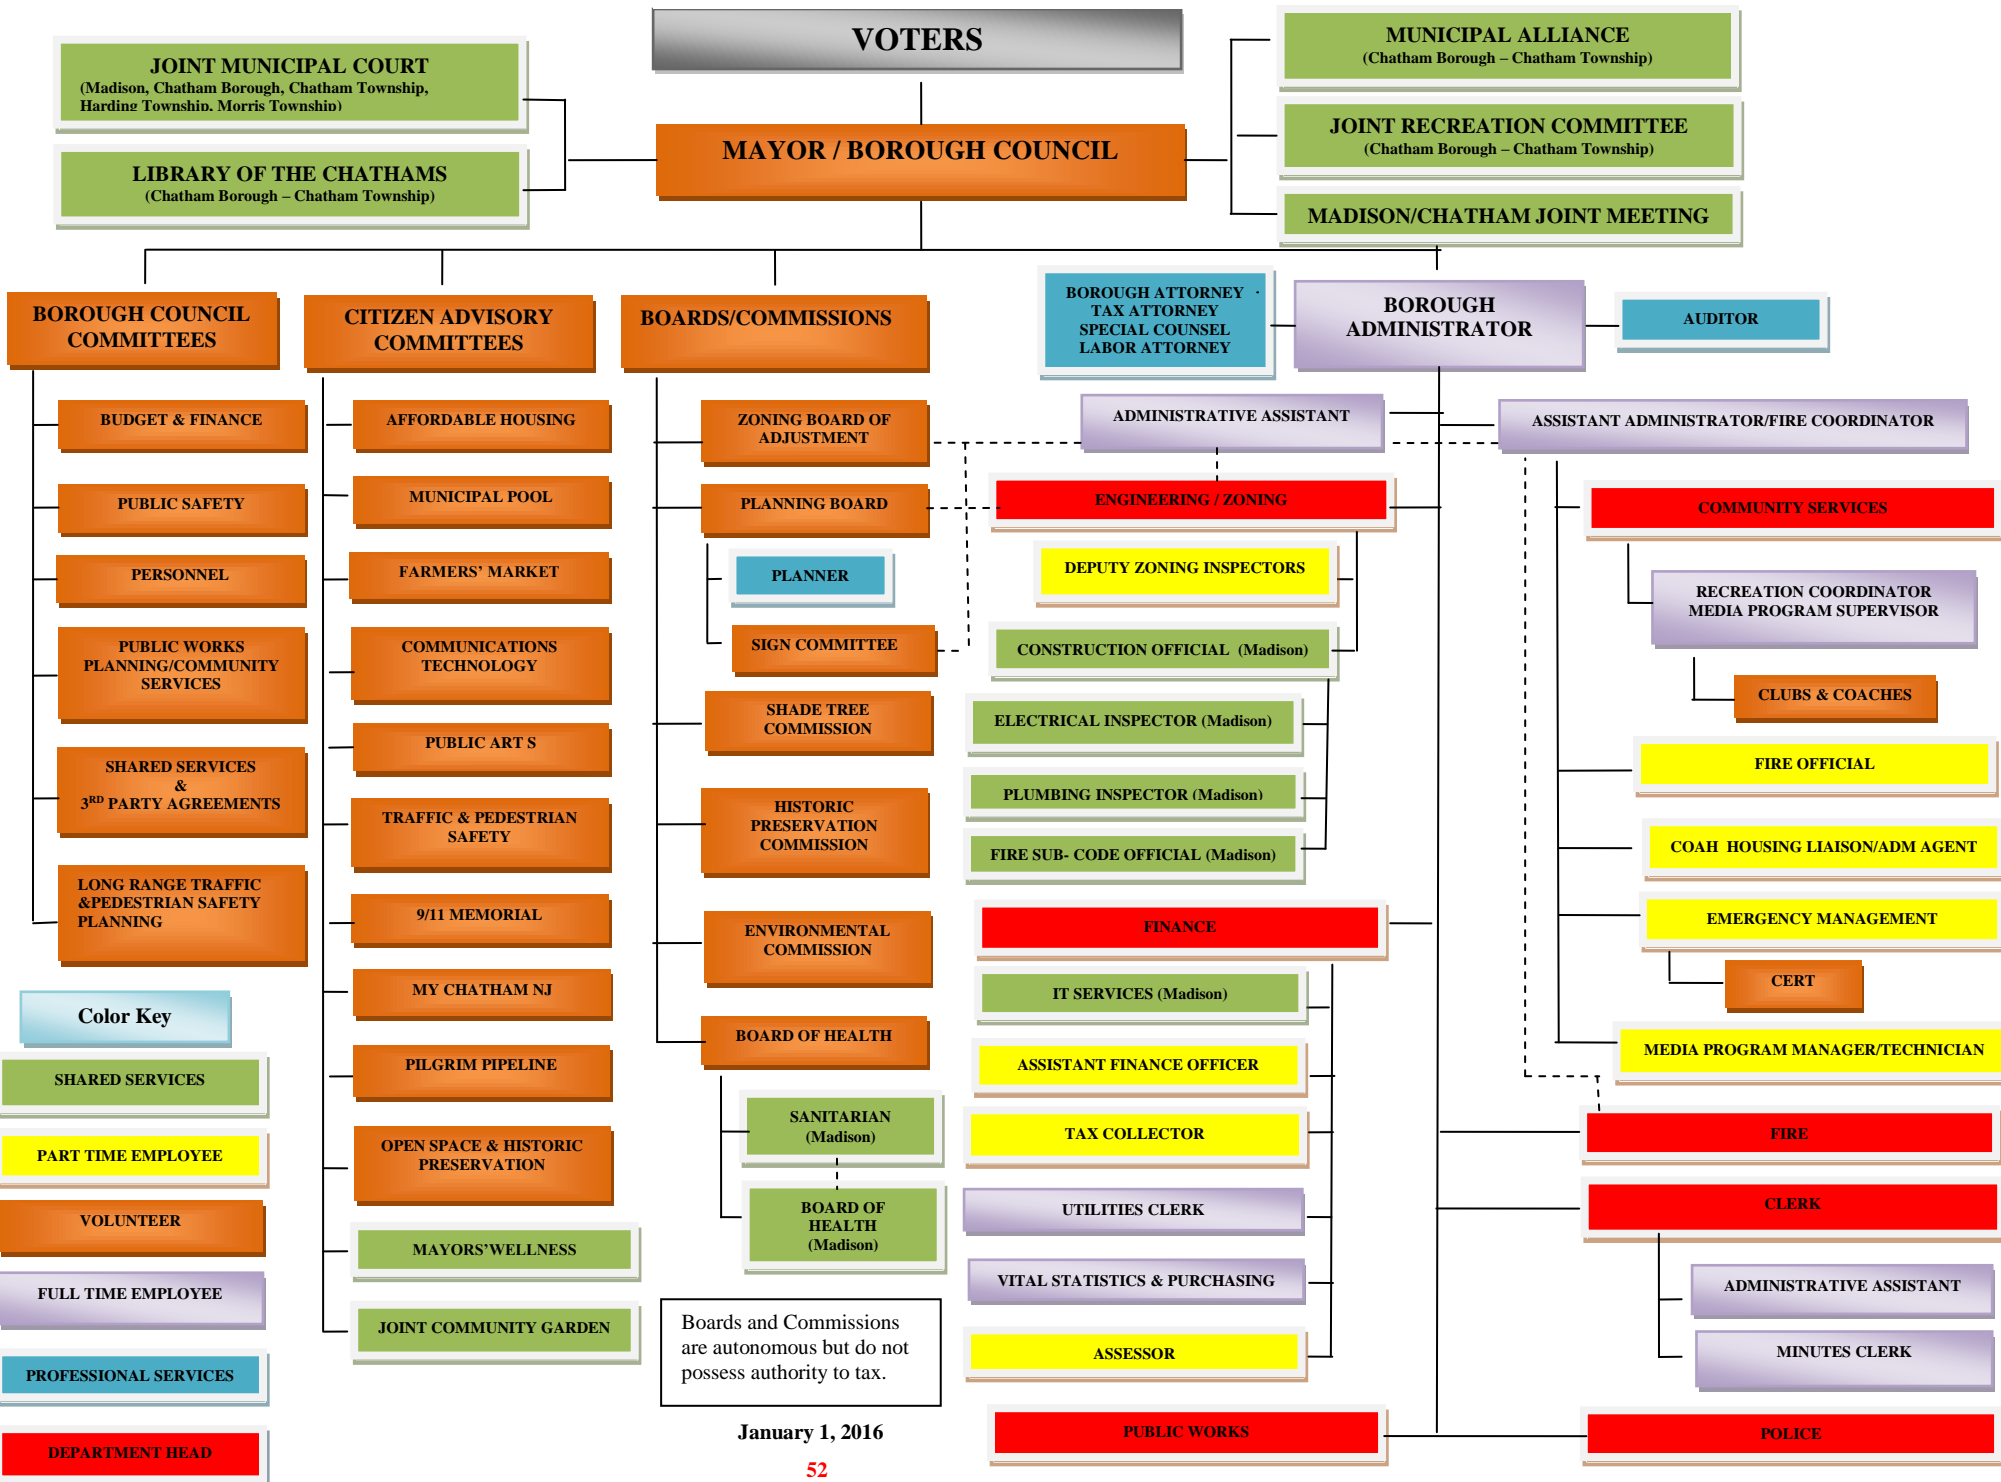 VOTERS
JOINT MUNICIPAL COURT
(Madison, Chatham Borough, Chatham Township,
Harding Township, Morris Township)
LIBRARY OF THE CHATHAMS
(Chatham Borough – Chatham Township)
MAYOR / BOROUGH COUNCIL
MUNICIPAL ALLIANCE
(Chatham Borough – Chatham Township)
JOINT RECREATION COMMITTEE
(Chatham Borough – Chatham Township)
MADISON/CHATHAM JOINT MEETING
BOROUGH COUNCIL
COMMITTEES
BUDGET & FINANCE
PUBLIC SAFETY
PERSONNEL
PUBLIC WORKS
PLANNING/COMMUNITY
SERVICES
SHARED SERVICES
&
3RD PARTY AGREEMENTS
LONG RANGE TRAFFIC
&PEDESTRIAN SAFETY
PLANNING
CITIZEN ADVISORY
COMMITTEES
AFFORDABLE HOUSING
MUNICIPAL POOL
FARMERS' MARKET
COMMUNICATIONS
TECHNOLOGY
PUBLIC ART S
TRAFFIC & PEDESTRIAN
SAFETY
9/11 MEMORIAL
MY CHATHAM NJ
PILGRIM PIPELINE
OPEN SPACE & HISTORIC
PRESERVATION
MAYORS'WELLNESS
JOINT COMMUNITY GARDEN
BOARDS/COMMISSIONS
ZONING BOARD OF
ADJUSTMENT
PLANNING BOARD
PLANNER
SIGN COMMITTEE
SHADE TREE
COMMISSION
HISTORIC
PRESERVATION
COMMISSION
ENVIRONMENTAL
COMMISSION
BOARD OF HEALTH
SANITARIAN
(Madison)
BOARD OF
HEALTH
(Madison)
BOROUGH ATTORNEY
TAX ATTORNEY
SPECIAL COUNSEL
LABOR ATTORNEY
BOROUGH
ADMINISTRATOR
AUDITOR
ADMINISTRATIVE ASSISTANT
ASSISTANT ADMINISTRATOR/FIRE COORDINATOR
ENGINEERING / ZONING
DEPUTY ZONING INSPECTORS
CONSTRUCTION OFFICIAL (Madison)
ELECTRICAL INSPECTOR (Madison)
PLUMBING INSPECTOR (Madison)
FIRE SUB- CODE OFFICIAL (Madison)
FINANCE
IT SERVICES (Madison)
ASSISTANT FINANCE OFFICER
TAX COLLECTOR
UTILITIES CLERK
VITAL STATISTICS & PURCHASING
ASSESSOR
PUBLIC WORKS
COMMUNITY SERVICES
RECREATION COORDINATOR
MEDIA PROGRAM SUPERVISOR
CLUBS & COACHES
FIRE OFFICIAL
COAH HOUSING LIAISON/ADM AGENT
EMERGENCY MANAGEMENT
CERT
MEDIA PROGRAM MANAGER/TECHNICIAN
FIRE
CLERK
ADMINISTRATIVE ASSISTANT
MINUTES CLERK
POLICE
Color Key
SHARED SERVICES
PART TIME EMPLOYEE
VOLUNTEER
FULL TIME EMPLOYEE
PROFESSIONAL SERVICES
DEPARTMENT HEAD
Boards and Commissions
are autonomous but do not
possess authority to tax.
January 1, 2016
52